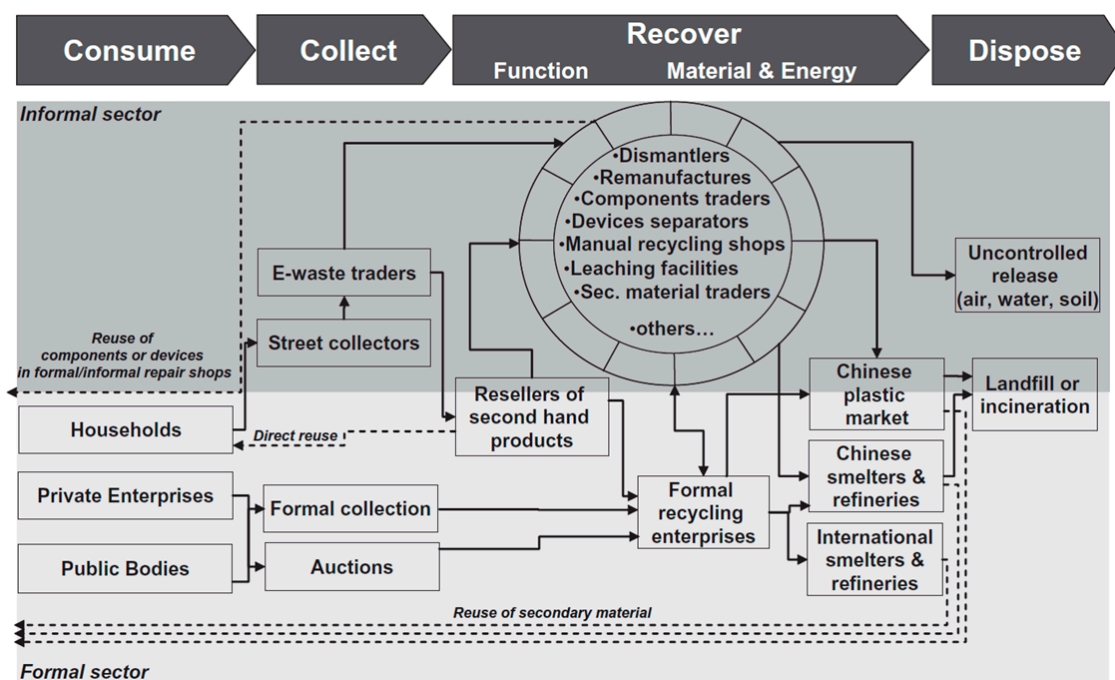 Consume
Collect
Recover
Function
Material & Energy
Dispose
Informal sector
•Dismantlers
•Remanufactures
•Components traders
•Devices separators
•Manual recycling shops
•Leaching facilities
•Sec. material traders
•others...
E-waste traders
Street collectors
Uncontrolled
release
(air, water, soil)
Reuse of
components or devices
in formal/informal repair shops
Households
Direct reuse
Resellers of
second hand
products
Chinese
plastic
market
Landfill or
incineration
Private Enterprises
Formal collection
Formal
recycling
enterprises
Chinese
smelters &
refineries
Public Bodies
Auctions
International
smelters &
refineries
Reuse of secondary material
Formal sector